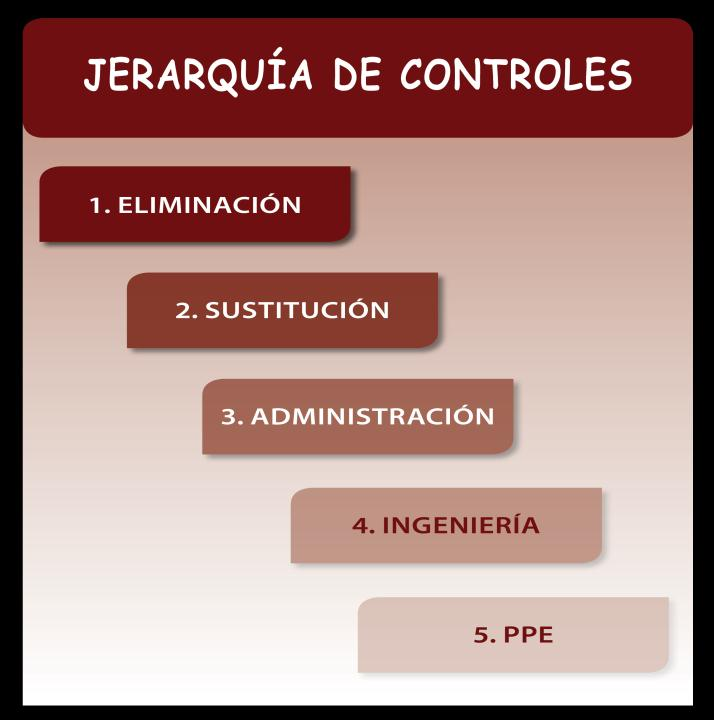 JERARQUÍA DE CONTROLES
1. ELIMINACIÓN
2. SUSTITUCIÓN
3. ADMINISTRACIÓN
4. INGENIERÍA
5. PPE